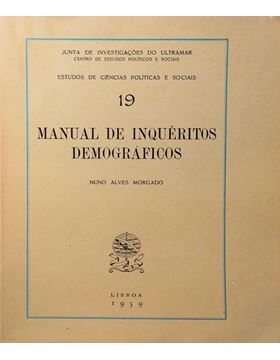 JUNTA DE INVESTIGAÇÕES DO ULTRAMAR
CENTRO DE ESTUDOS POLÍTICOS E SOCIAIS
ESTUDOS DE CIÊNCIAS POLÍTICAS E SOCIAIS
19
MANUAL DE INQUÉRITOS
DEMOGRÁFICOS
NUNO ALVES MORGADO
LISBOA
1959